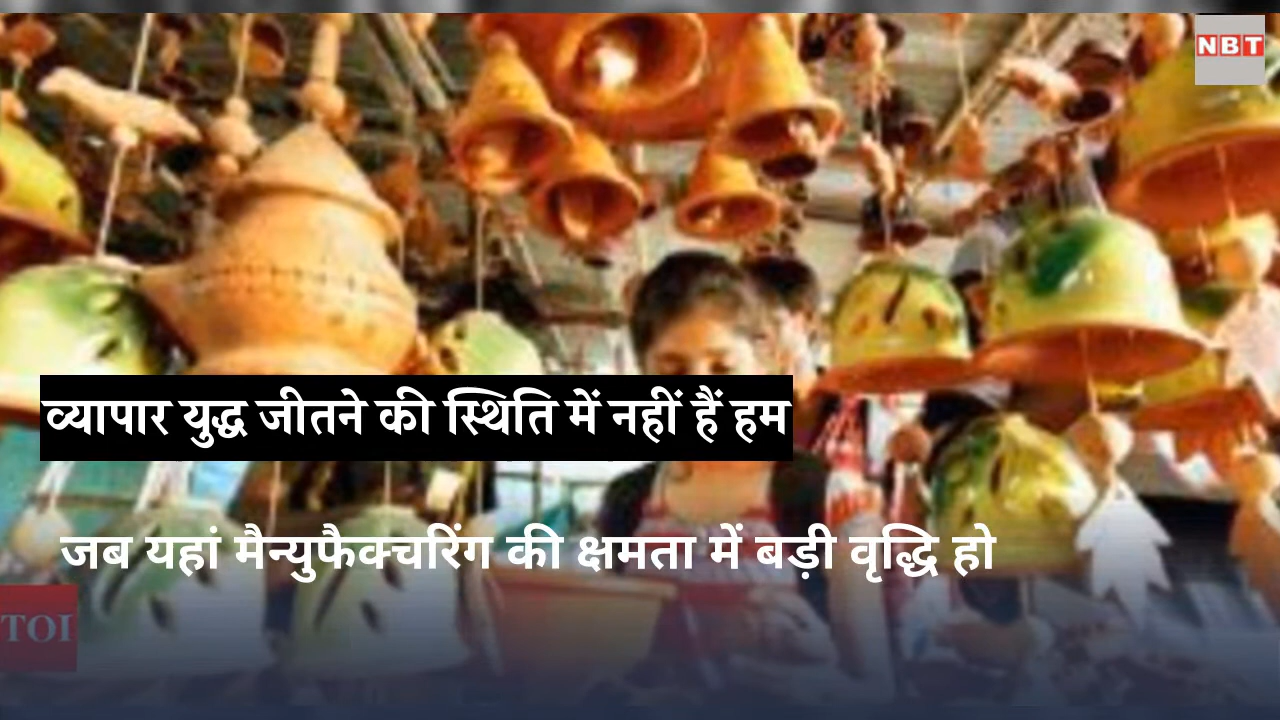 NBT
व्यापार युद्ध जीतने की स्थिति में नहीं हैं हम
जब यहां मैन्युफैक्चरिंग की क्षमता में बड़ी वृद्धि हो
TOI